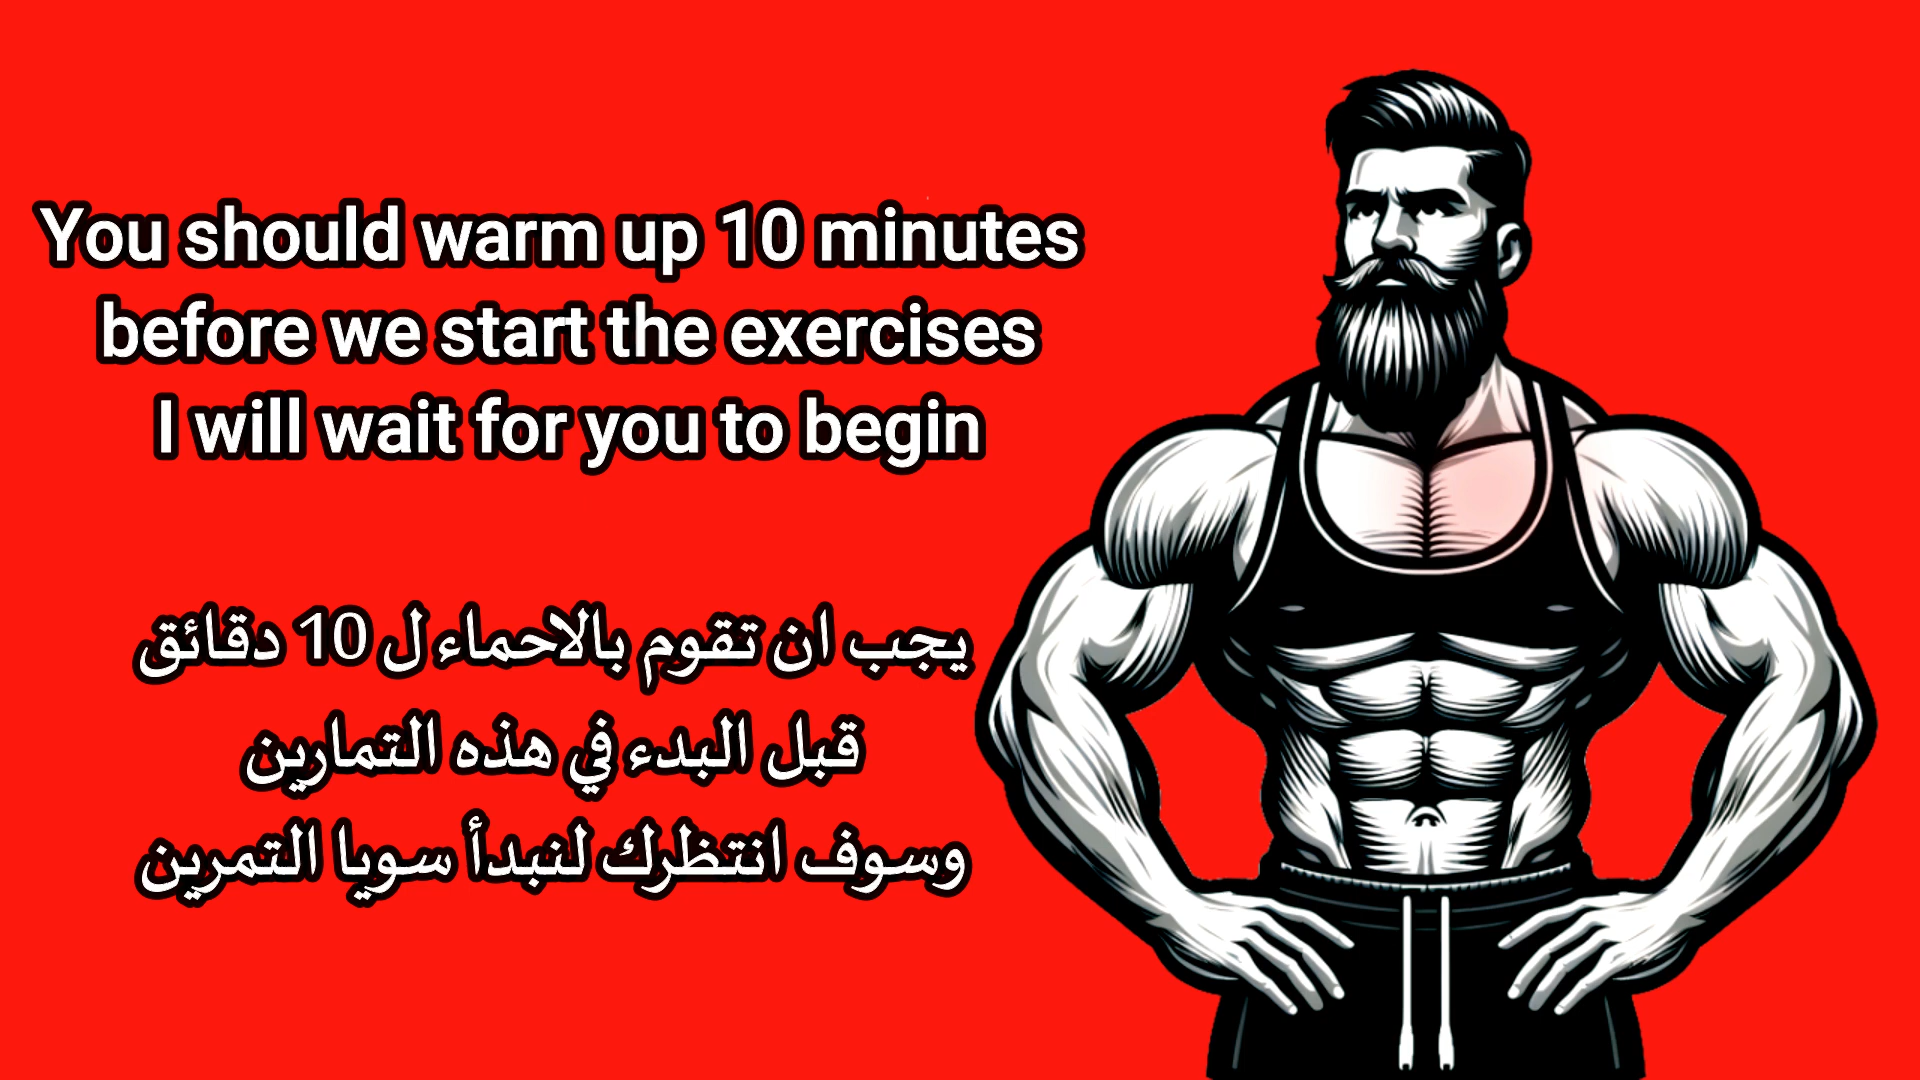 You should warm up 10 minutes
before we start the exercises
I will wait for you to begin
يجب ان تقوم بالاحماء ل 10 دقائق
قبل البدء في هذه التمارين
وسوف انتظرك لنبدأ سويا التمرين